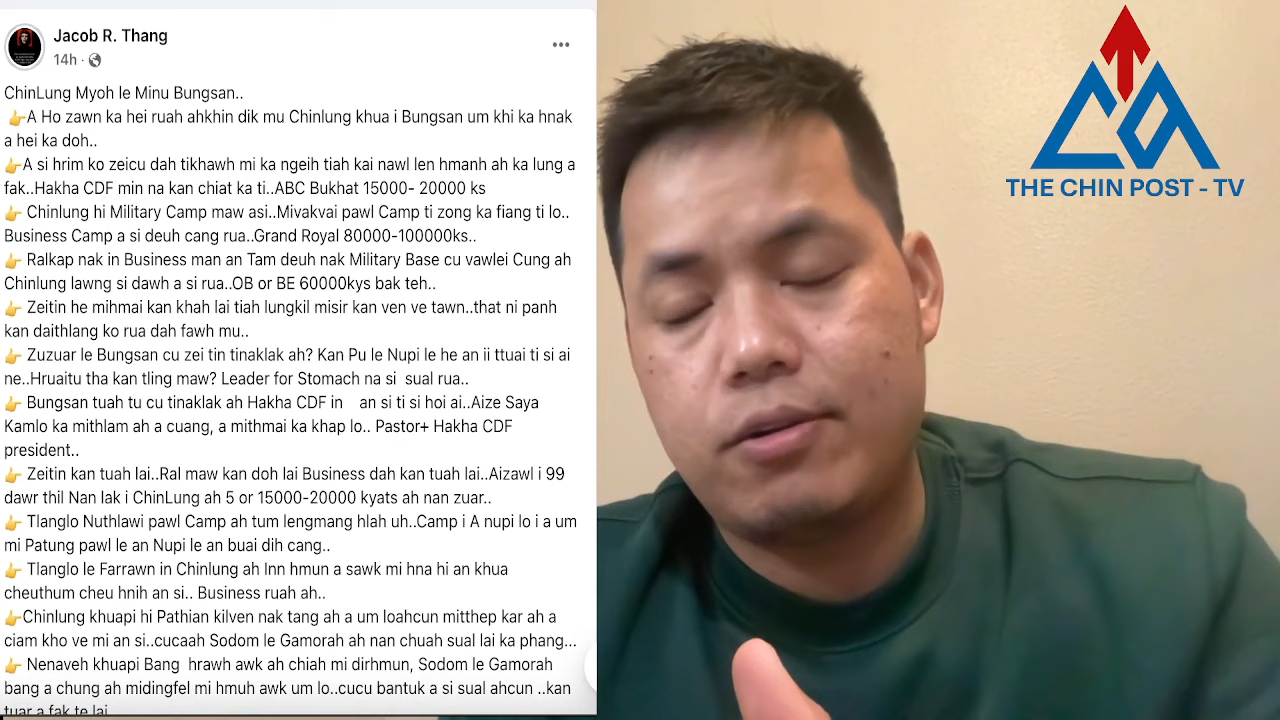 Jacob R. Thang
14h ·
ChinLung Myoh le Minu Bungsan..
👉A Ho zawn ka hei ruah ahkhin dik mu Chinlung khua i Bungsan um khi ka hnak
a hei ka doh..
👉A si hrim ko zeicu dah tikhawh mi ka ngeih tiah kai nawl len hmanh ah ka lung a
fak..Hakha CDF min na kan chiat ka ti..ABC Bukhat 15000- 20000 ks
👉 Chinlung hi Military Camp maw asi..Mivakvai pawl Camp ti zong ka fiang ti lo..
Business Camp a si deuh cang rua..Grand Royal 80000-100000ks..
👉 Ralkap nak in Business man an Tam deuh nak Military Base cu vawlei Cung ah
Chinlung lawng si dawh a si rua..OB or BE 60000kys bak teh..
👉 Zeitin he mihmai kan khah lai tiah lungkil misir kan ven ve tawn..that ni panh
kan daithlang ko rua dah fawh mu..
👉 Zuzuar le Bungsan cu zei tin tinaklak ah? Kan Pu le Nupi le he an ii ttuai ti si ai
ne..Hruaitu tha kan tling maw? Leader for Stomach na si sual rua..
👉 Bungsan tuah tu cu tinaklak ah Hakha CDF in an si ti si hoi ai..Aize Saya
Kamlo ka mithlam ah a cuang, a mithmai ka khap lo.. Pastor+ Hakha CDF
president..
👉 Zeitin kan tuah lai..Ral maw kan doh lai Business dah kan tuah lai..Aizawl i 99
dawr thil Nan lak i ChinLung ah 5 or 15000-20000 kyats ah nan zuar..
👉 Tlanglo Nuthlawi pawl Camp ah tum lengmang hlah uh..Camp i A nupi lo i a um
mi Patung pawl le an Nupi le an buai dih cang..
👉 Tlanglo le Farrawn in Chinlung ah Inn hmun a sawk mi hna hi an khua
cheuthum cheu hnih an si.. Business ruah ah..
👉Chinlung khuapi hi Pathian kilven nak tang ah a um loahcun mitthep kar ah a
ciam kho ve mi an si..cucaah Sodom le Gamorah ah nan chuah sual lai ka phang...
👉 Nenaveh khuapi Bang hrawh awk ah chiah mi dirhmun, Sodom le Gamorah
bang a chung ah midingfel mi hmuh awk um lo..cucu bantuk a si sual ahcun ..kan
tuar a fak te lai
THE CHIN POST - TV